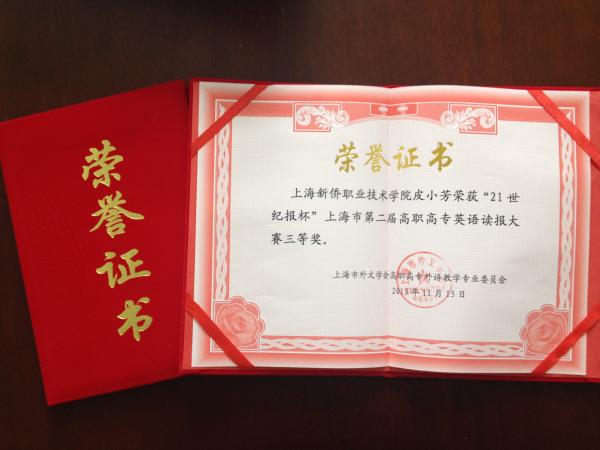 荣誉证书
荣誉证书
上海新侨职业技术学院皮小芳荣获“21世
纪报杯”上海市第二届高职高专英语读报大
赛三等奖。
上海市外文学会高职高专外语教学专业委员会
2013年11月15日